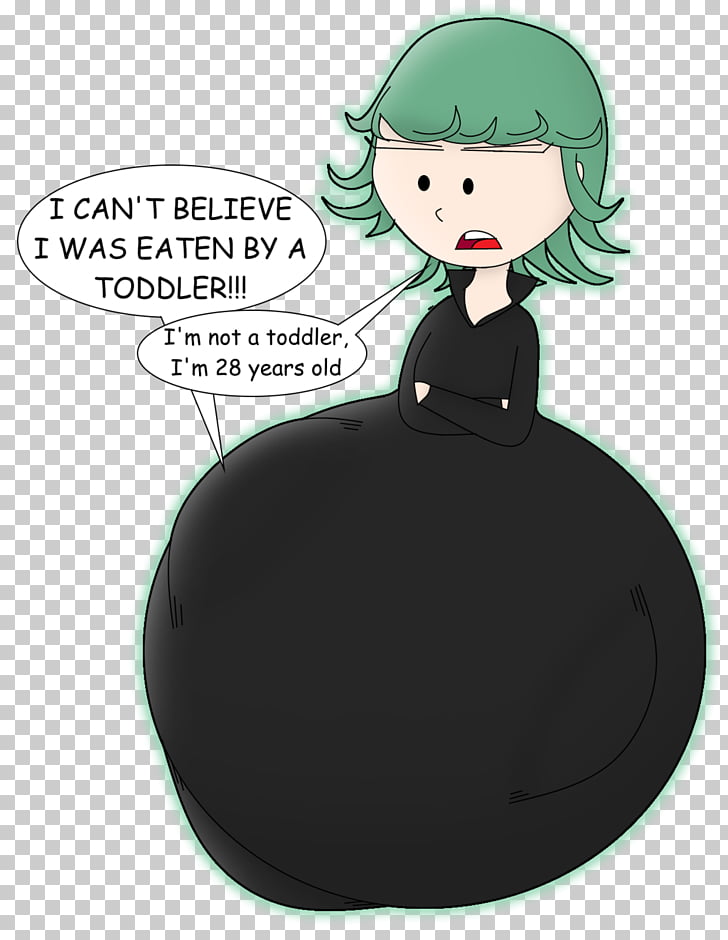 I CAN'T BELIEVE
I WAS EATEN BY A
TODDLER!!!
I'm not a toddler,
I'm 28 years old